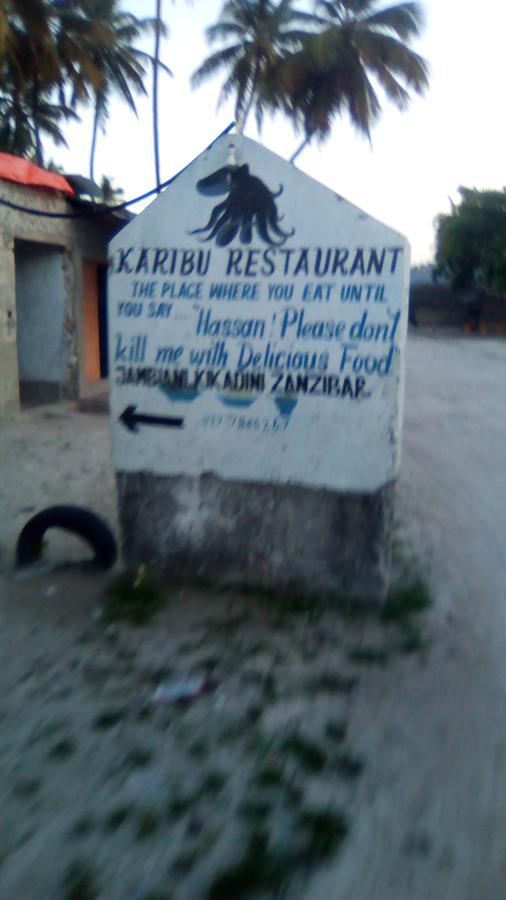 KARIBU RESTAURANT
THE PLACE WHERE YOU EAT UNTIL
YOU SAY.... "Hassan! Please don't
kill me with Delicious Food
JAMBIANI KIKADINI ZANZIBAR